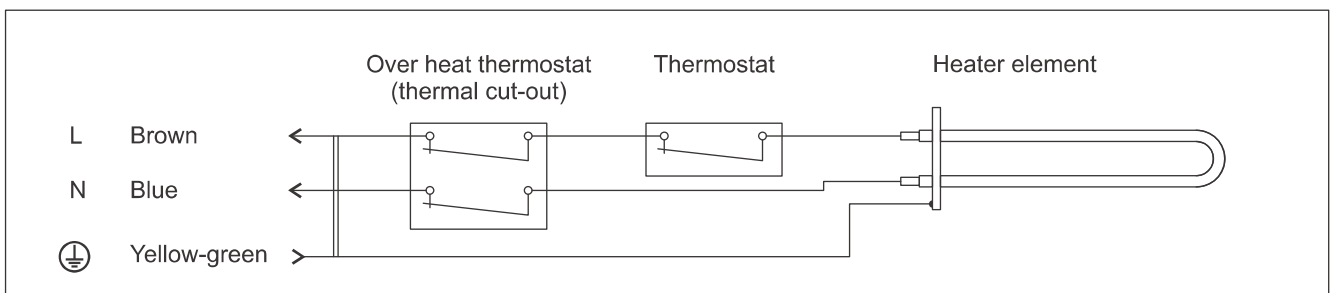 Over heat thermostat
(thermal cut-out)
Thermostat
Heater element
L Brown
N Blue
Yellow-green